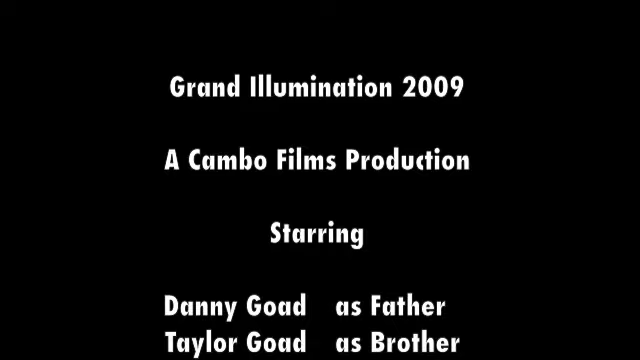 Grand Illumination 2009
A Cambo Films Production
Starring
Danny Goad as Father
Taylor Goad as Brother